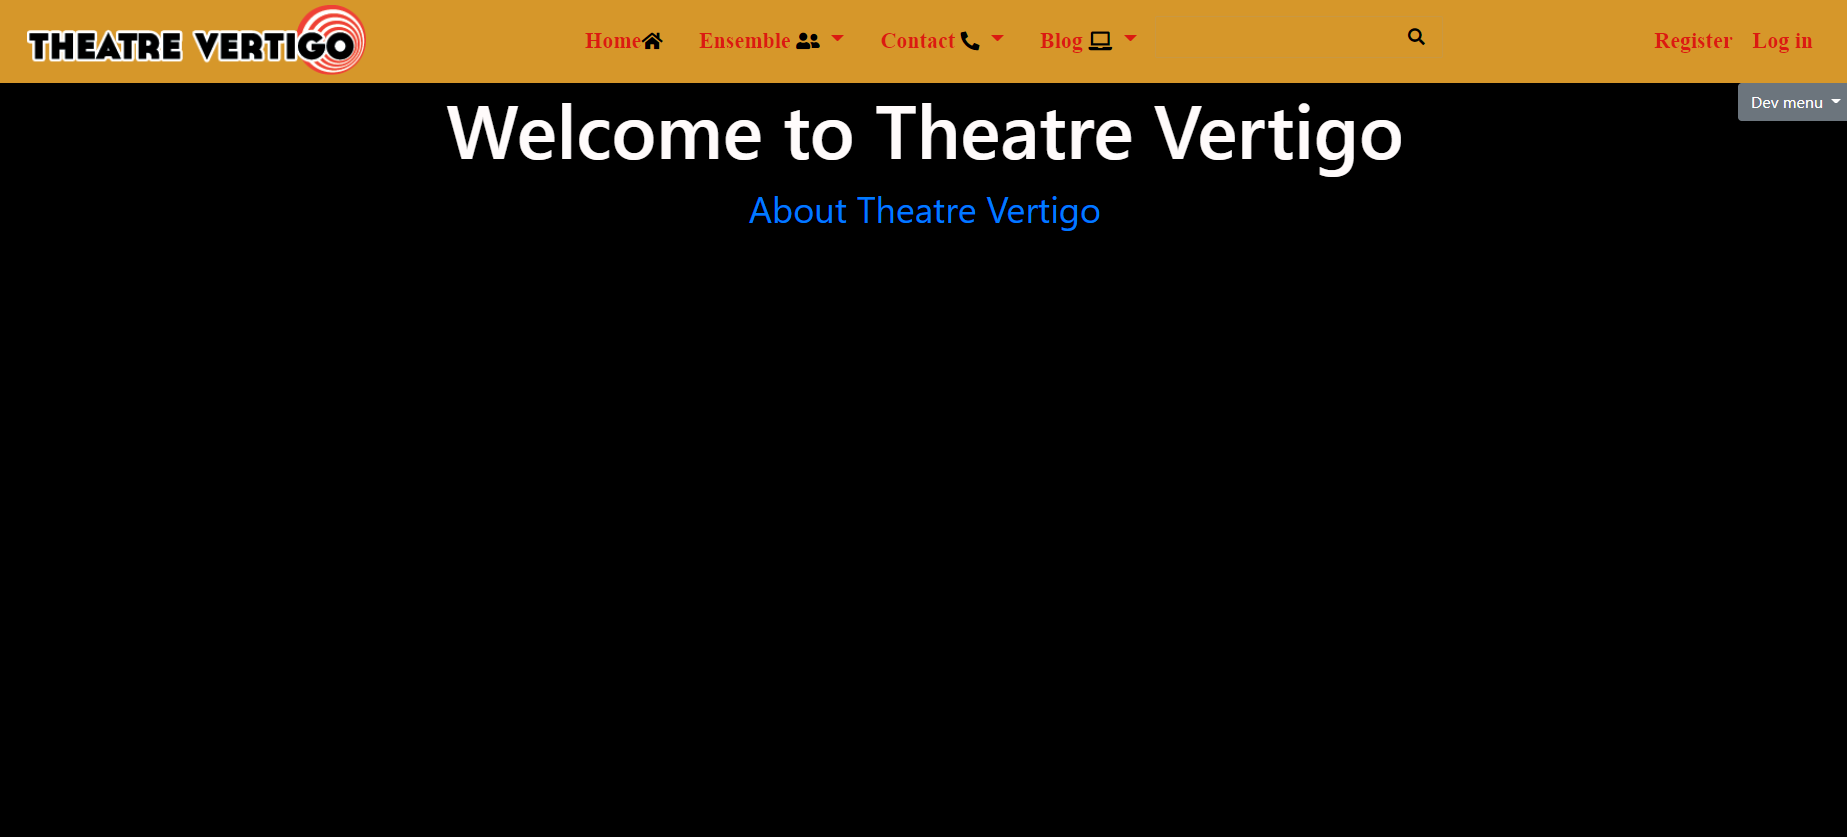 THEATRE VERTIGO
Home Ensemble Contact Blog Register Log in
Dev menu
Welcome to Theatre Vertigo
About Theatre Vertigo